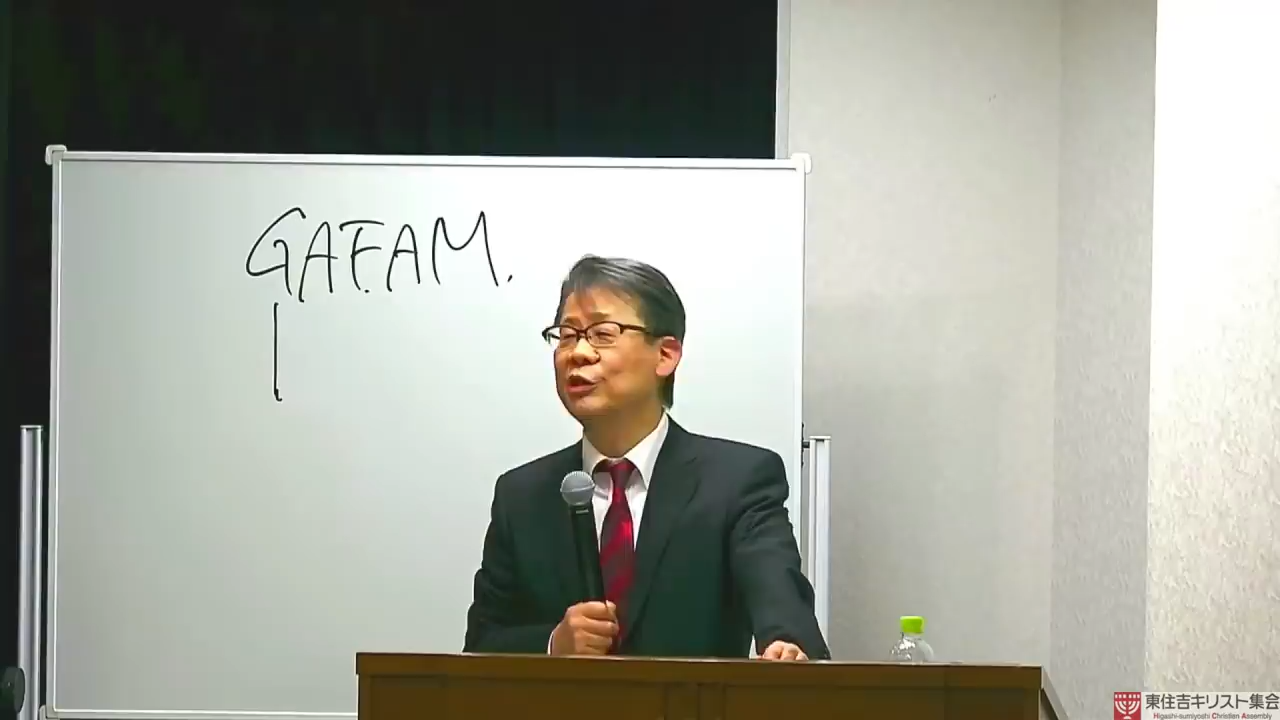 GAFAM.
東住吉キリスト集会
Higashi-sumiyoshi Christian Assembly